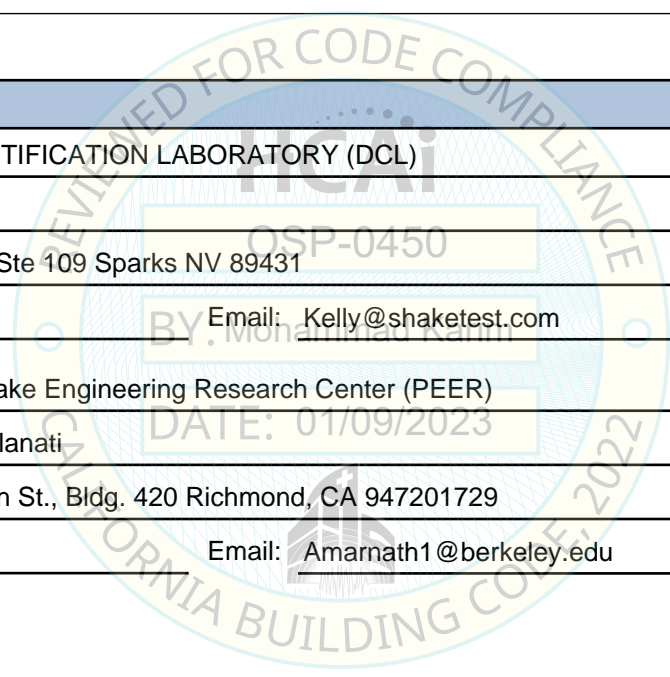 REVIEWED FOR CODE COMPLIANCE
HCAi
TIFICATION LABORATORY (DCL)
OSP-0450
Ste 109 Sparks NV 89431
Email: Kelly@shaketest.com
BY: Mohammad Karim
ake Engineering Research Center (PEER)
DATE: 01/09/2023
lanati
h St., Bldg. 420 Richmond, CA 947201729
Email: Amarnath1@berkeley.edu
CALIFORNIA BUILDING CODE, 2022